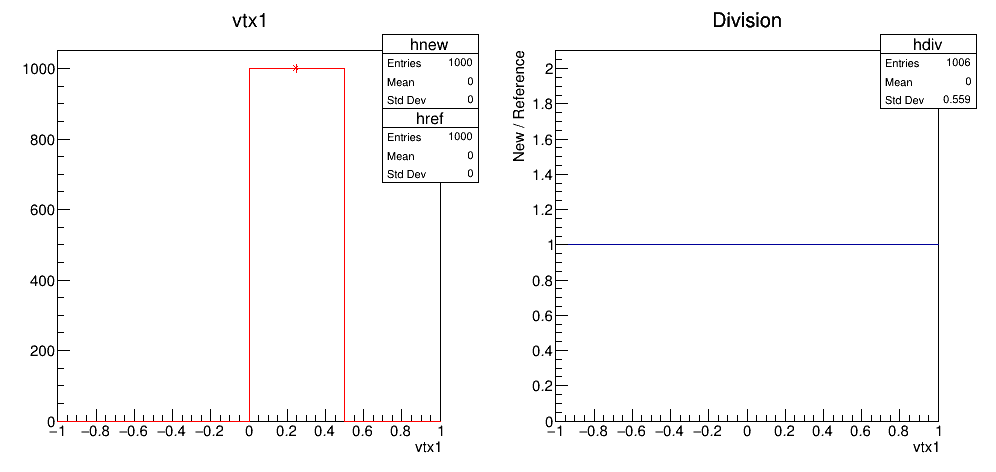 vtx1
hnew
Entries 1000
Mean 0
Std Dev 0
href
Entries 1000
Mean 0
Std Dev 0
1000
800
600
400
200
0
−1 −0.8 −0.6 −0.4 −0.2 0 0.2 0.4 0.6 0.8 1
vtx1
Division
hdiv
Entries 1006
Mean 0
Std Dev 0.559
New / Reference
2
1.8
1.6
1.4
1.2
1
0.8
0.6
0.4
0.2
0
−1 −0.8 −0.6 −0.4 −0.2 0 0.2 0.4 0.6 0.8 1
vtx1